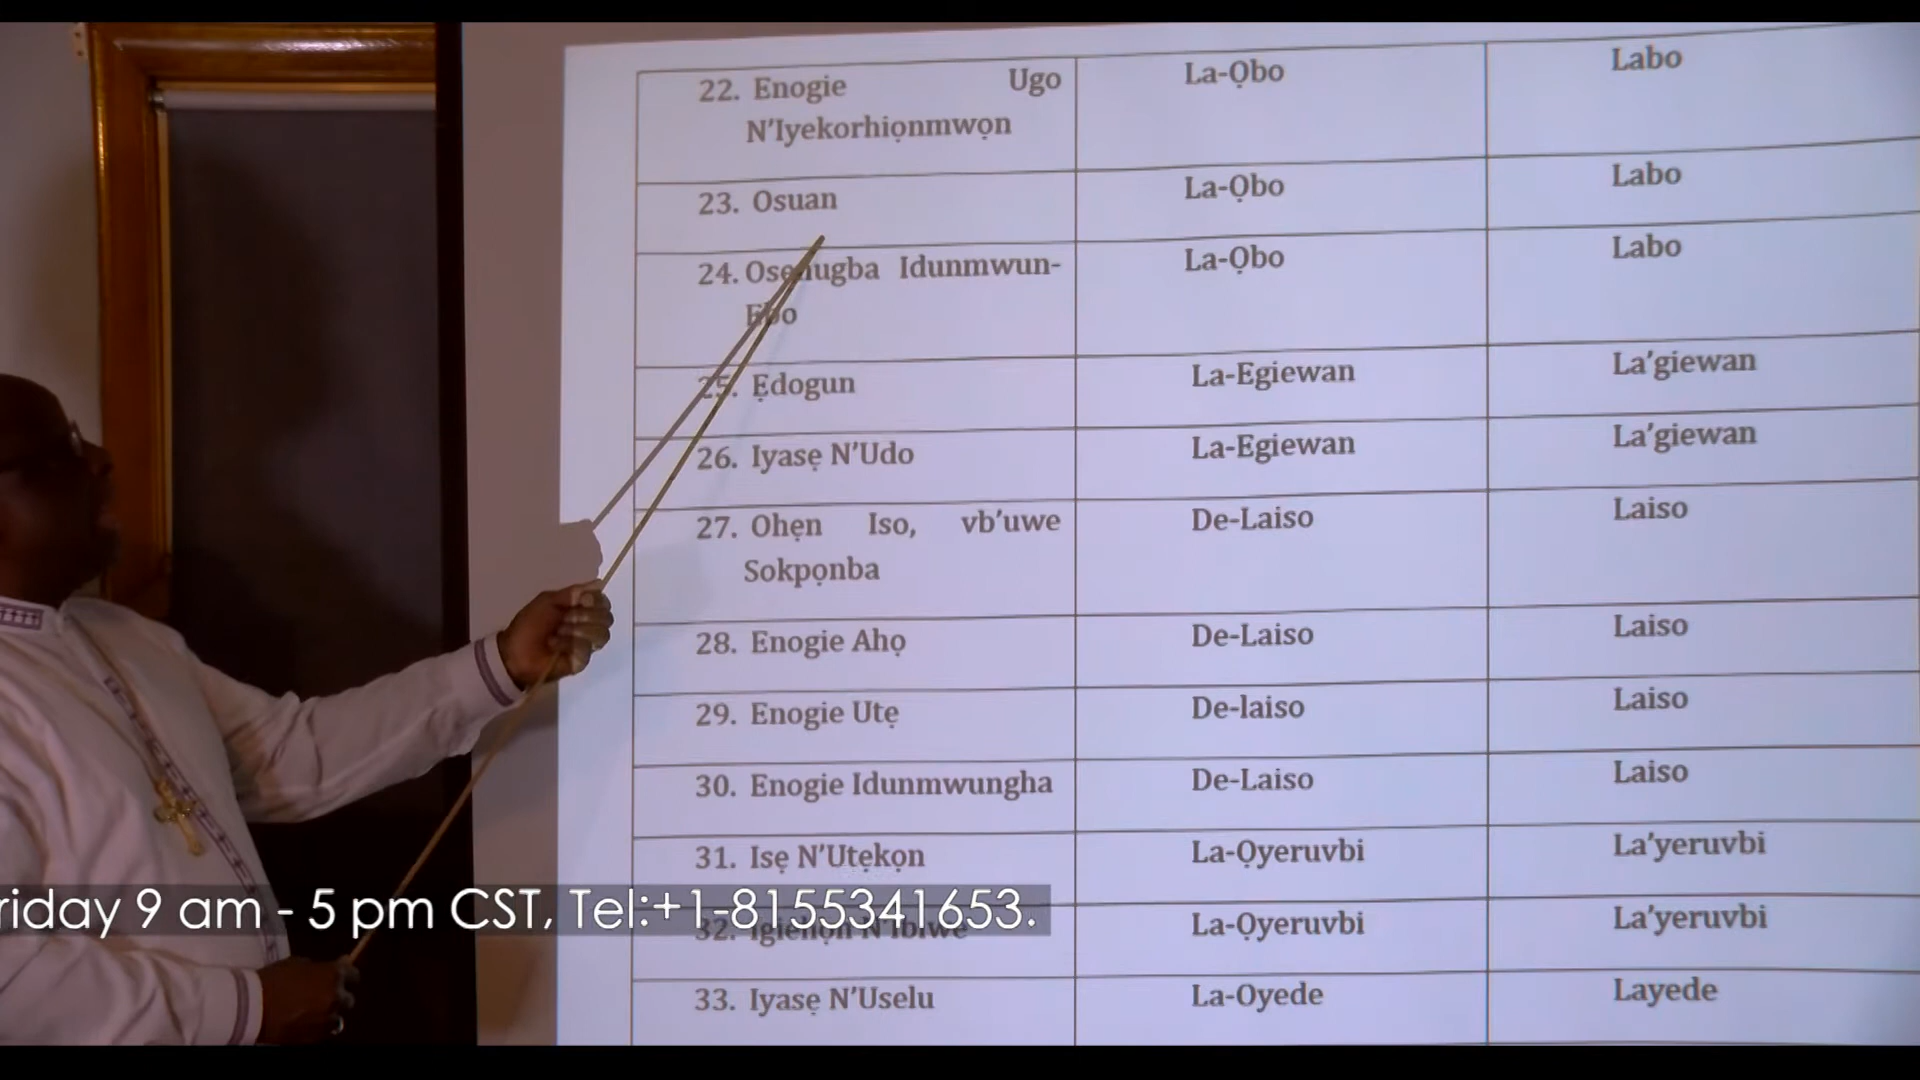 22. Enogie Ugo La-Ọbo Labo
N'Iyekorhiọnmwọn
23. Osuan La-Ọbo Labo
24. Idunmwun- La-Ọbo Labo
25. Ẹdogun La-Egiewan La'giewan
26. Iyasẹ N'Udo La-Egiewan La'giewan
27. Ohẹn Iso, vb'uwe De-Laiso Laiso
Sokpọnba
28. Enogie Ahọ De-Laiso Laiso
29. Enogie Utẹ De-laiso Laiso
30. Enogie Idunmwungha De-Laiso Laiso
31. Isẹ N'Utẹkọn La-Ọyeruvbi La'yeruvbi
riday 9 am - 5 pm CST, Tel:+1-8155341653.
32. La-Ọyeruvbi La'yeruvbi
33. Iyasẹ N'Uselu La-Oyede Layede